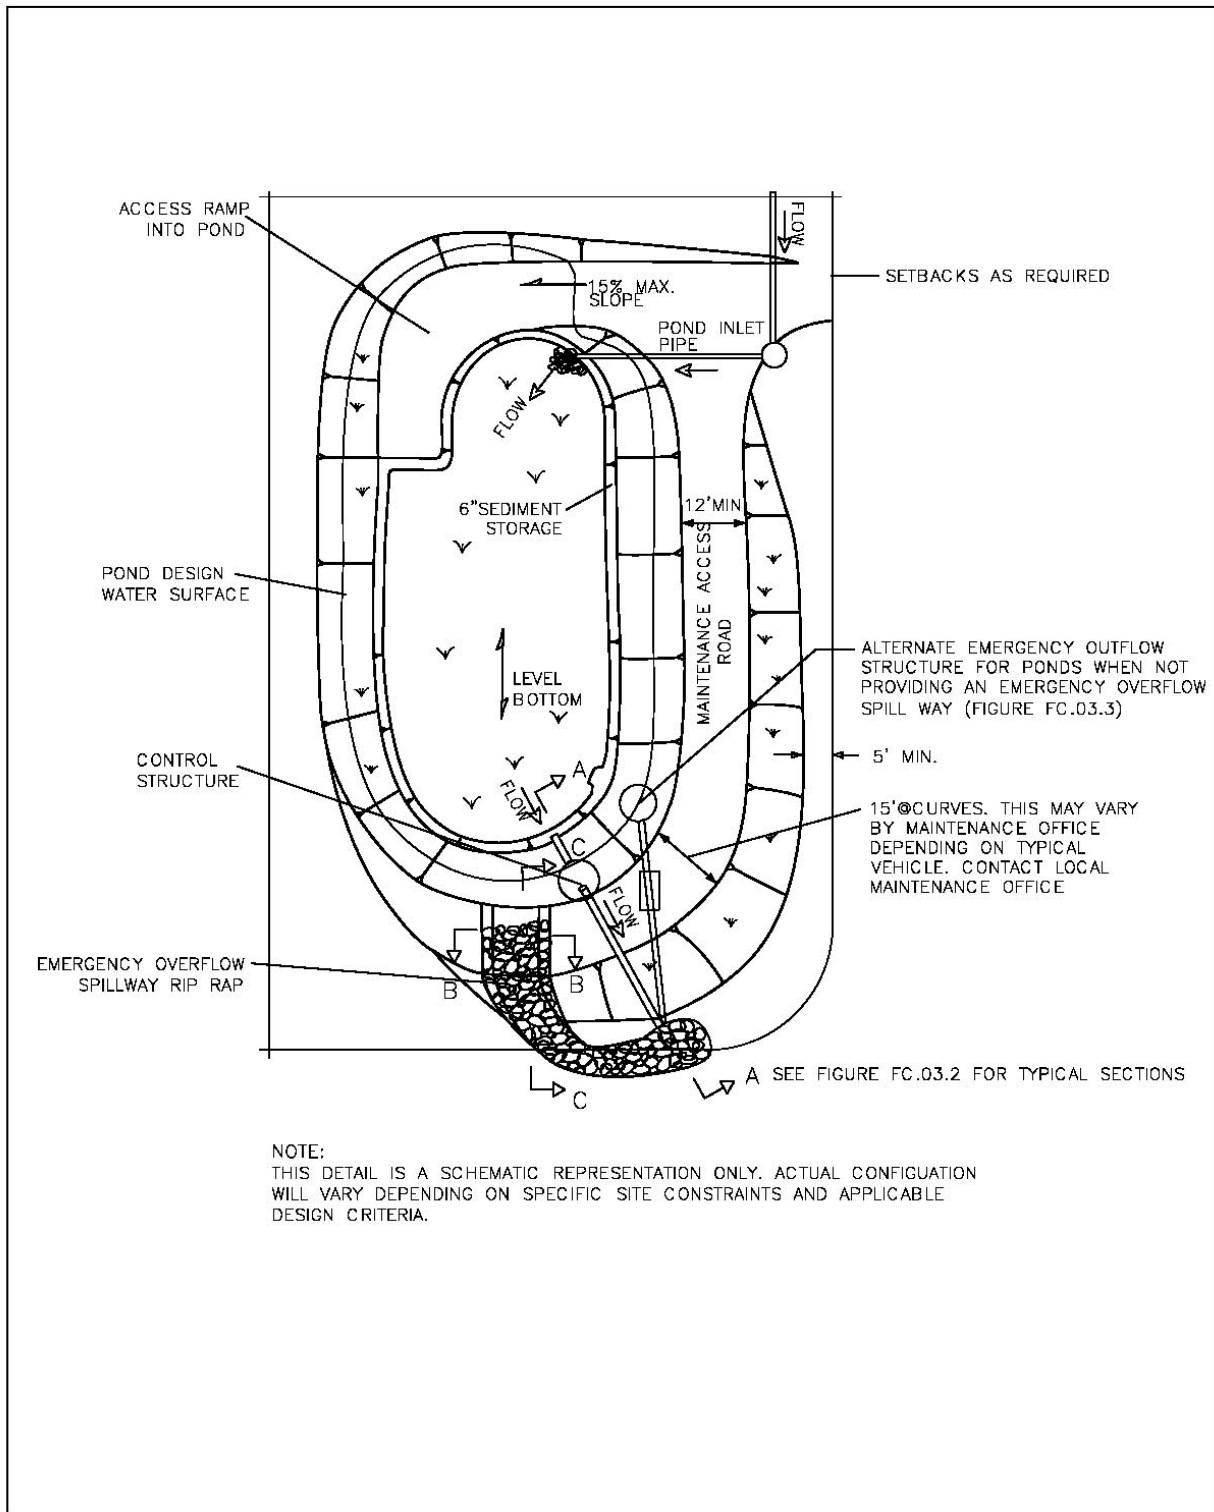 ACCESS RAMP
INTO POND
FLOW
SETBACKS AS REQUIRED
15% MAX.
SLOPE
POND INLET
PIPE
FLOW
6"SEDIMENT
STORAGE
12'MIN
MAINTENANCE ACCESS
ROAD
POND DESIGN
WATER SURFACE
LEVEL
BOTTOM
ALTERNATE EMERGENCY OUTFLOW
STRUCTURE FOR PONDS WHEN NOT
PROVIDING AN EMERGENCY OVERFLOW
SPILL WAY (FIGURE FC.03.3)
5' MIN.
CONTROL
STRUCTURE
FLOW
A
C
15'@CURVES. THIS MAY VARY
BY MAINTENANCE OFFICE
DEPENDING ON TYPICAL
VEHICLE. CONTACT LOCAL
MAINTENANCE OFFICE
FLOW
EMERGENCY OVERFLOW
SPILLWAY RIP RAP
B
B
A SEE FIGURE FC.03.2 FOR TYPICAL SECTIONS
C
NOTE:
THIS DETAIL IS A SCHEMATIC REPRESENTATION ONLY. ACTUAL CONFIGUATION
WILL VARY DEPENDING ON SPECIFIC SITE CONSTRAINTS AND APPLICABLE
DESIGN CRITERIA.